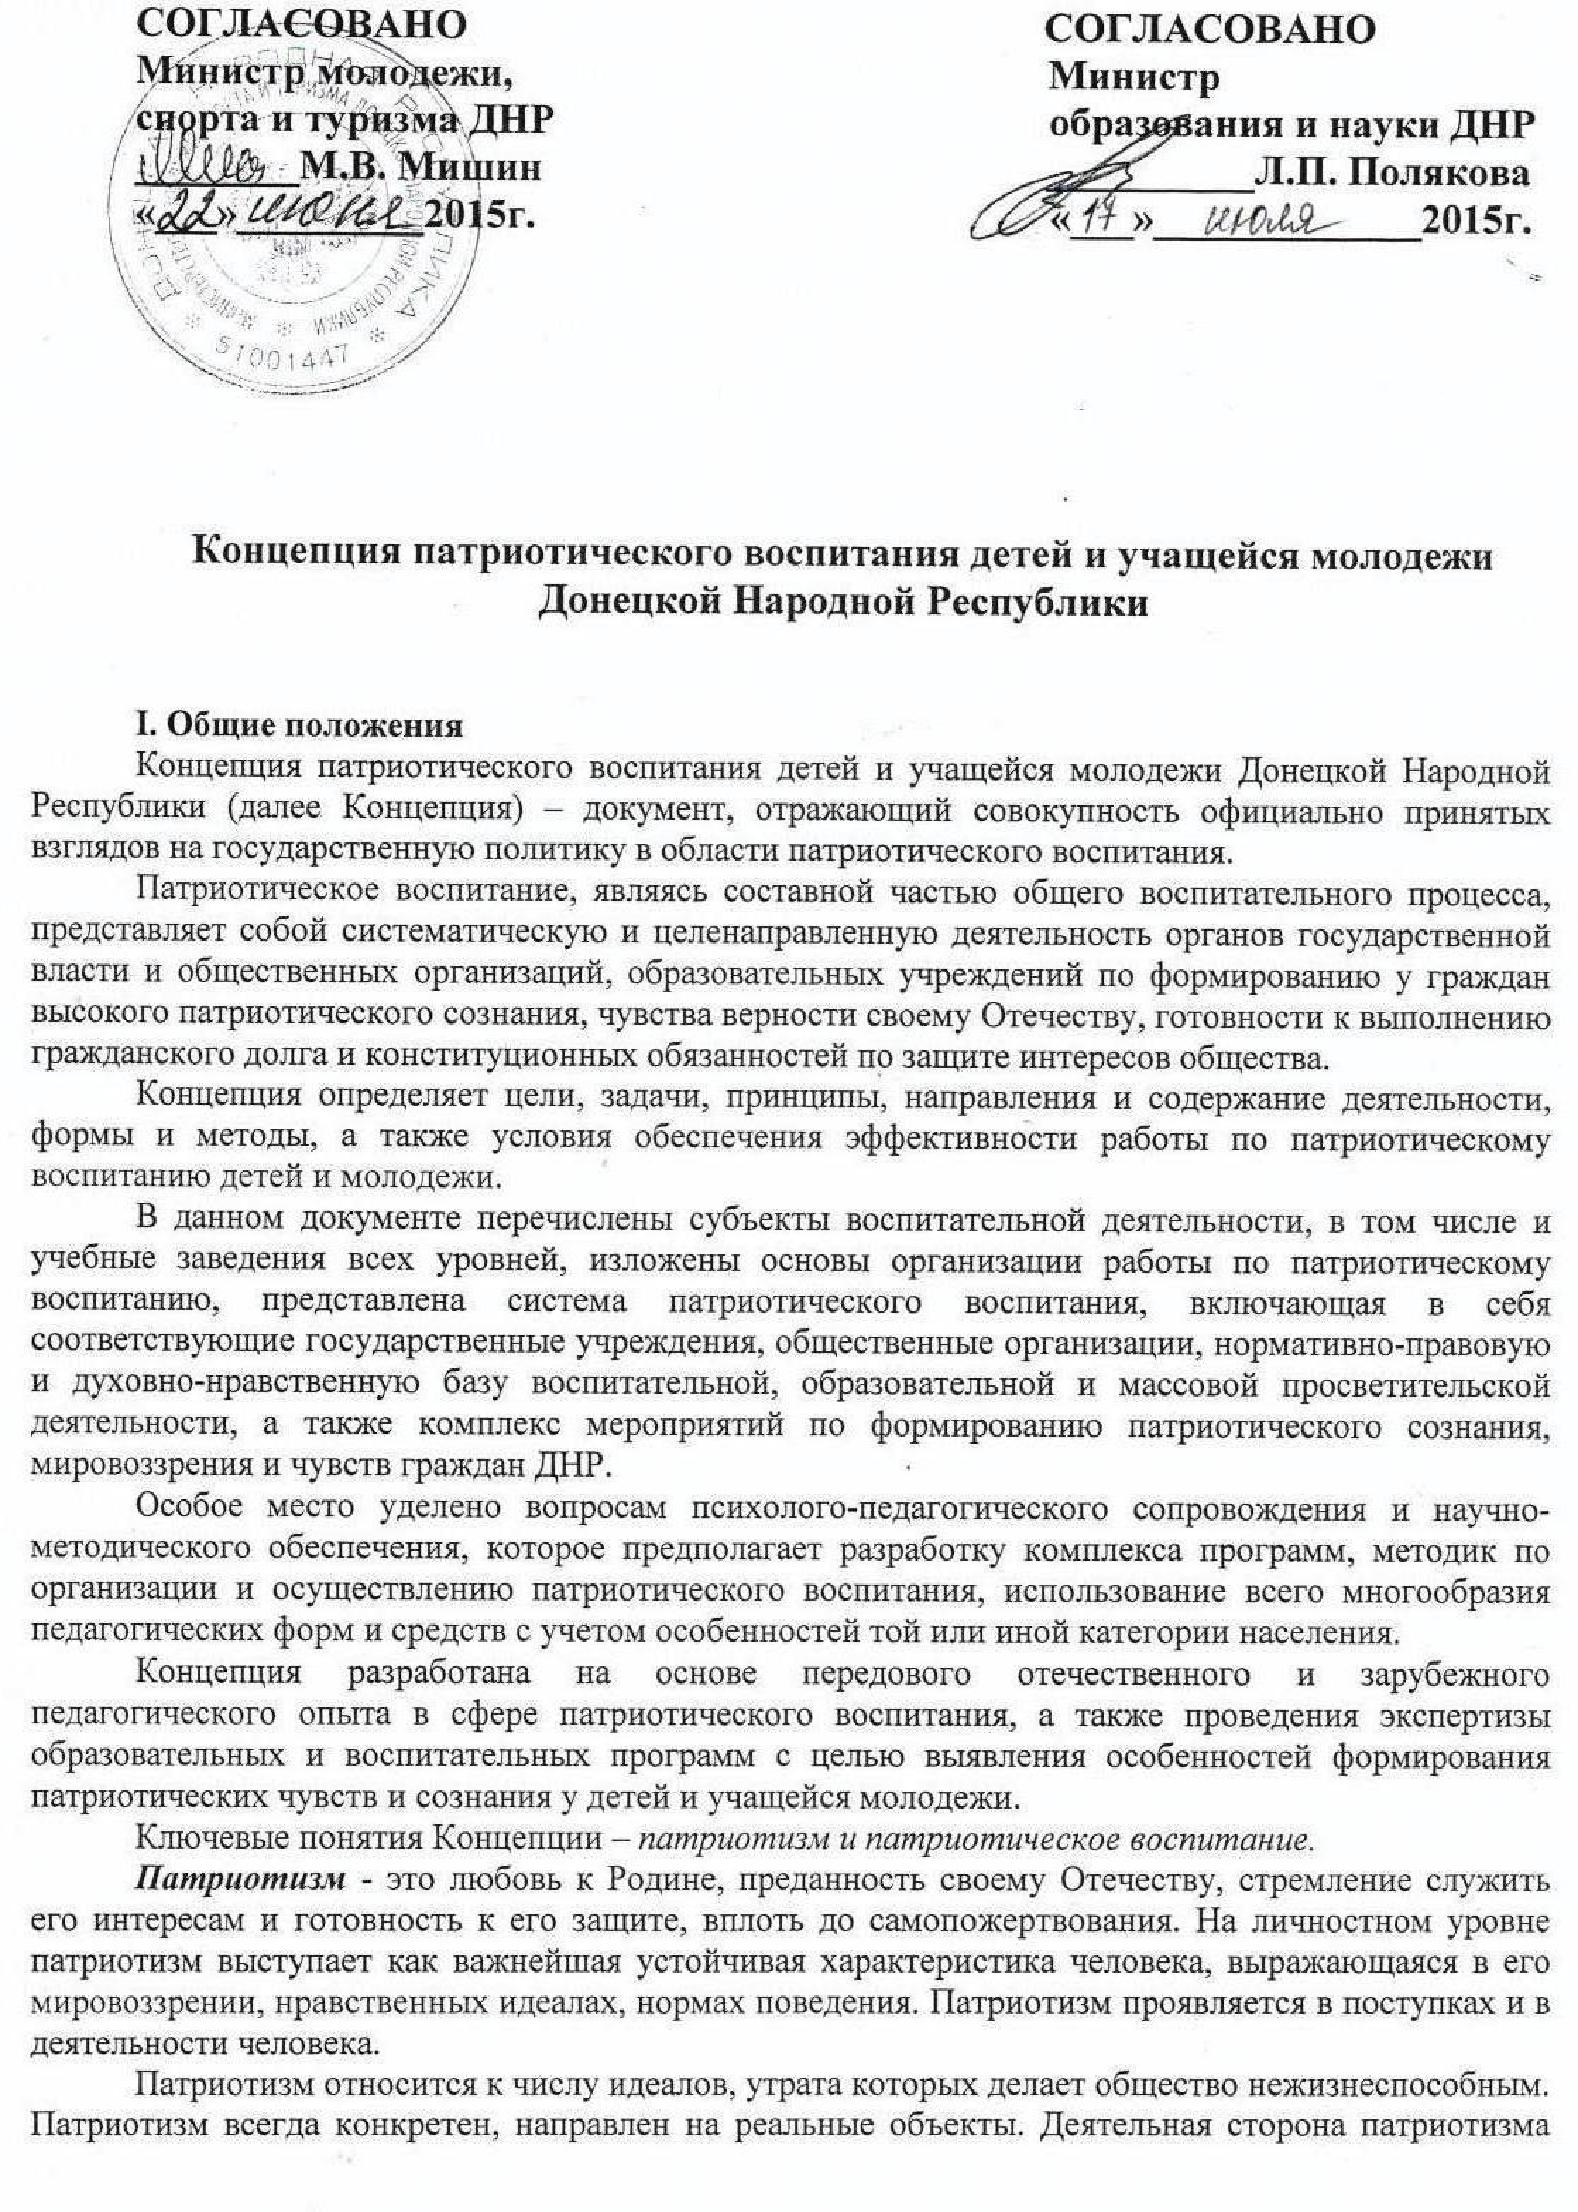 СОГЛАСОВАНО
Министр молодежи,
спорта и туризма ДНР
М.В. Мишин
«22» июня 2015г.
СОГЛАСОВАНО
Министр
образования и науки ДНР
Л.П. Полякова
«17» июля 2015г.
51001447
Концепция патриотического воспитания детей и учащейся молодежи
Донецкой Народной Республики
I. Общие положения
Концепция патриотического воспитания детей и учащейся молодежи Донецкой Народной
Республики (далее Концепция) – документ, отражающий совокупность официально принятых
взглядов на государственную политику в области патриотического воспитания.
Патриотическое воспитание, являясь составной частью общего воспитательного процесса,
представляет собой систематическую и целенаправленную деятельность органов государственной
власти и общественных организаций, образовательных учреждений по формированию у граждан
высокого патриотического сознания, чувства верности своему Отечеству, готовности к выполнению
гражданского долга и конституционных обязанностей по защите интересов общества.
Концепция определяет цели, задачи, принципы, направления и содержание деятельности,
формы и методы, а также условия обеспечения эффективности работы по патриотическому
воспитанию детей и молодежи.
В данном документе перечислены субъекты воспитательной деятельности, в том числе и
учебные заведения всех уровней, изложены основы организации работы по патриотическому
воспитанию, представлена система патриотического воспитания, включающая в себя
соответствующие государственные учреждения, общественные организации, нормативно-правовую
и духовно-нравственную базу воспитательной, образовательной и массовой просветительской
деятельности, а также комплекс мероприятий по формированию патриотического сознания,
мировоззрения и чувств граждан ДНР.
Особое место уделено вопросам психолого-педагогического сопровождения и научно-
методического обеспечения, которое предполагает разработку комплекса программ, методик по
организации и осуществлению патриотического воспитания, использование всего многообразия
педагогических форм и средств с учетом особенностей той или иной категории населения.
Концепция разработана на основе передового отечественного и зарубежного
педагогического опыта в сфере патриотического воспитания, а также проведения экспертизы
образовательных и воспитательных программ с целью выявления особенностей формирования
патриотических чувств и сознания у детей и учащейся молодежи.
Ключевые понятия Концепции – патриотизм и патриотическое воспитание.
Патриотизм - это любовь к Родине, преданность своему Отечеству, стремление служить
его интересам и готовность к его защите, вплоть до самопожертвования. На личностном уровне
патриотизм выступает как важнейшая устойчивая характеристика человека, выражающаяся в его
мировоззрении, нравственных идеалах, нормах поведения. Патриотизм проявляется в поступках и в
деятельности человека.
Патриотизм относится к числу идеалов, утрата которых делает общество нежизнеспособным.
Патриотизм всегда конкретен, направлен на реальные объекты. Деятельная сторона патриотизма